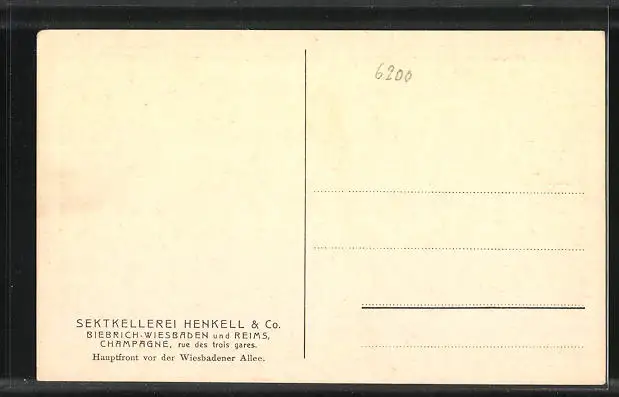 6200
SEKTKELLEREI HENKELL & Co.
BIEBRICH-WIESBADEN und REIMS,
CHAMPAGNE, rue des trois gares.
Hauptfront vor der Wiesbadener Allee.